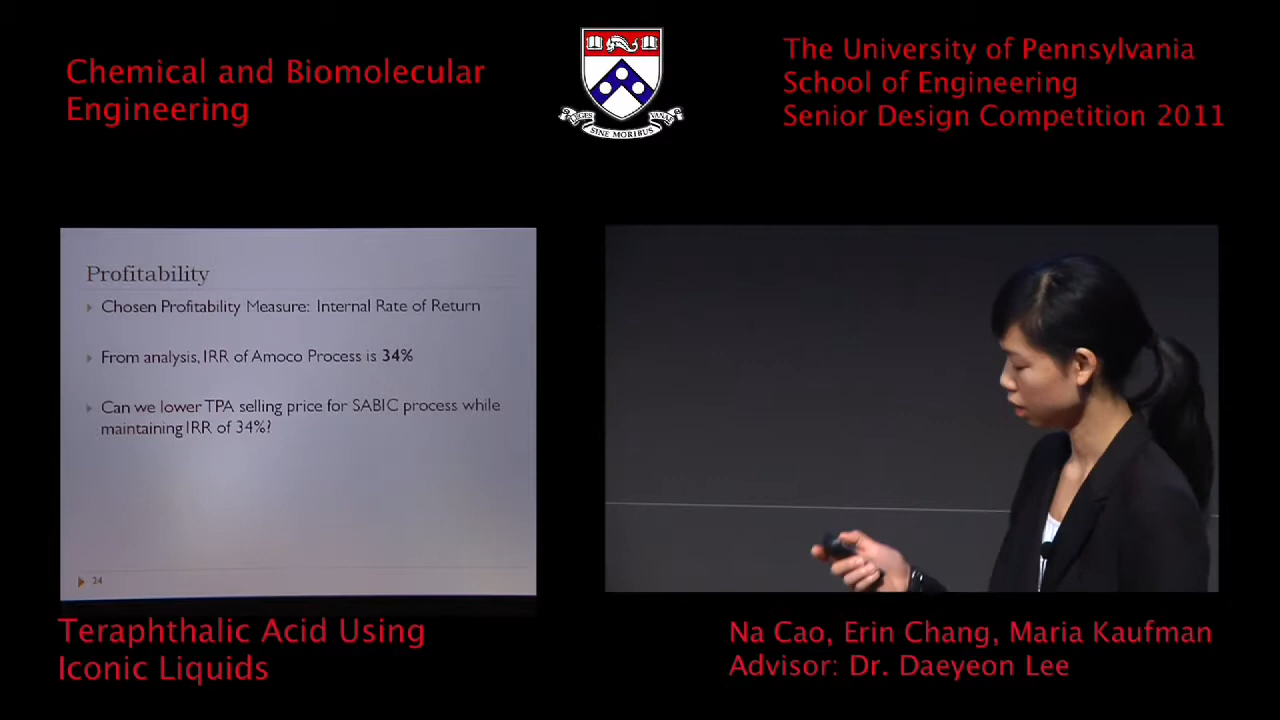 Chemical and Biomolecular
Engineering
SINE MORIBUS
The University of Pennsylvania
School of Engineering
Senior Design Competition 2011
Profitability
Chosen Profitability Measure: Internal Rate of Return
From analysis, IRR of Amoco Process is 34%
Can we lower TPA selling price for SABIC process while
maintaining IRR of 34%?
24
Teraphthalic Acid Using
Iconic Liquids
Na Cao, Erin Chang, Maria Kaufman
Advisor: Dr. Daeyeon Lee